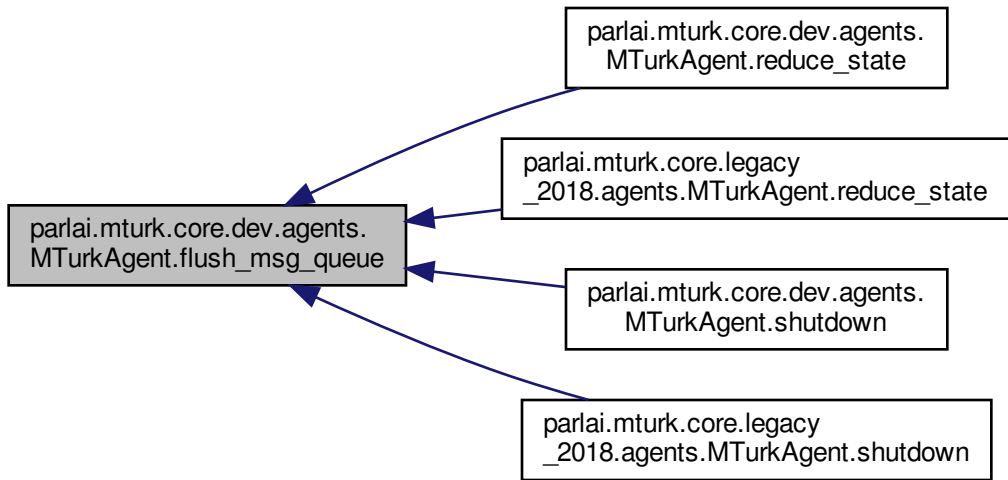 parlai.mturk.core.dev.agents.
MTurkAgent.reduce_state
parlai.mturk.core.legacy
_2018.agents.MTurkAgent.reduce_state
parlai.mturk.core.dev.agents.
MTurkAgent.flush_msg_queue
parlai.mturk.core.dev.agents.
MTurkAgent.shutdown
parlai.mturk.core.legacy
_2018.agents.MTurkAgent.shutdown